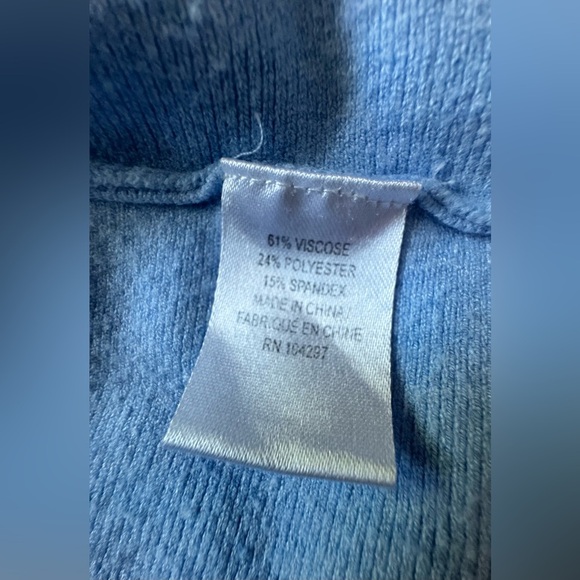 61% VISCOSE
24% POLYESTER
15% SPANDEX
MADE IN CHINA/
FABRIQUE EN CHINE
RN 104297